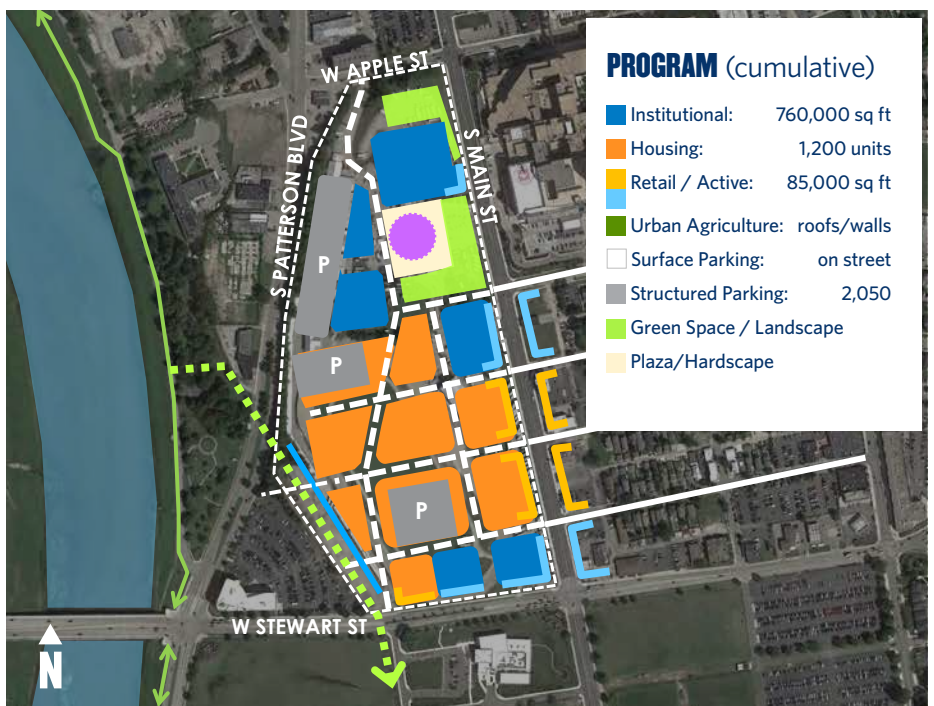 W APPLE ST
S PATTERSON BLVD
S MAIN ST
P
P
P
W STEWART ST
N
PROGRAM (cumulative)
Institutional: 760,000 sq ft
Housing: 1,200 units
Retail / Active: 85,000 sq ft
Urban Agriculture: roofs/walls
Surface Parking: on street
Structured Parking: 2,050
Green Space / Landscape
Plaza/Hardscape